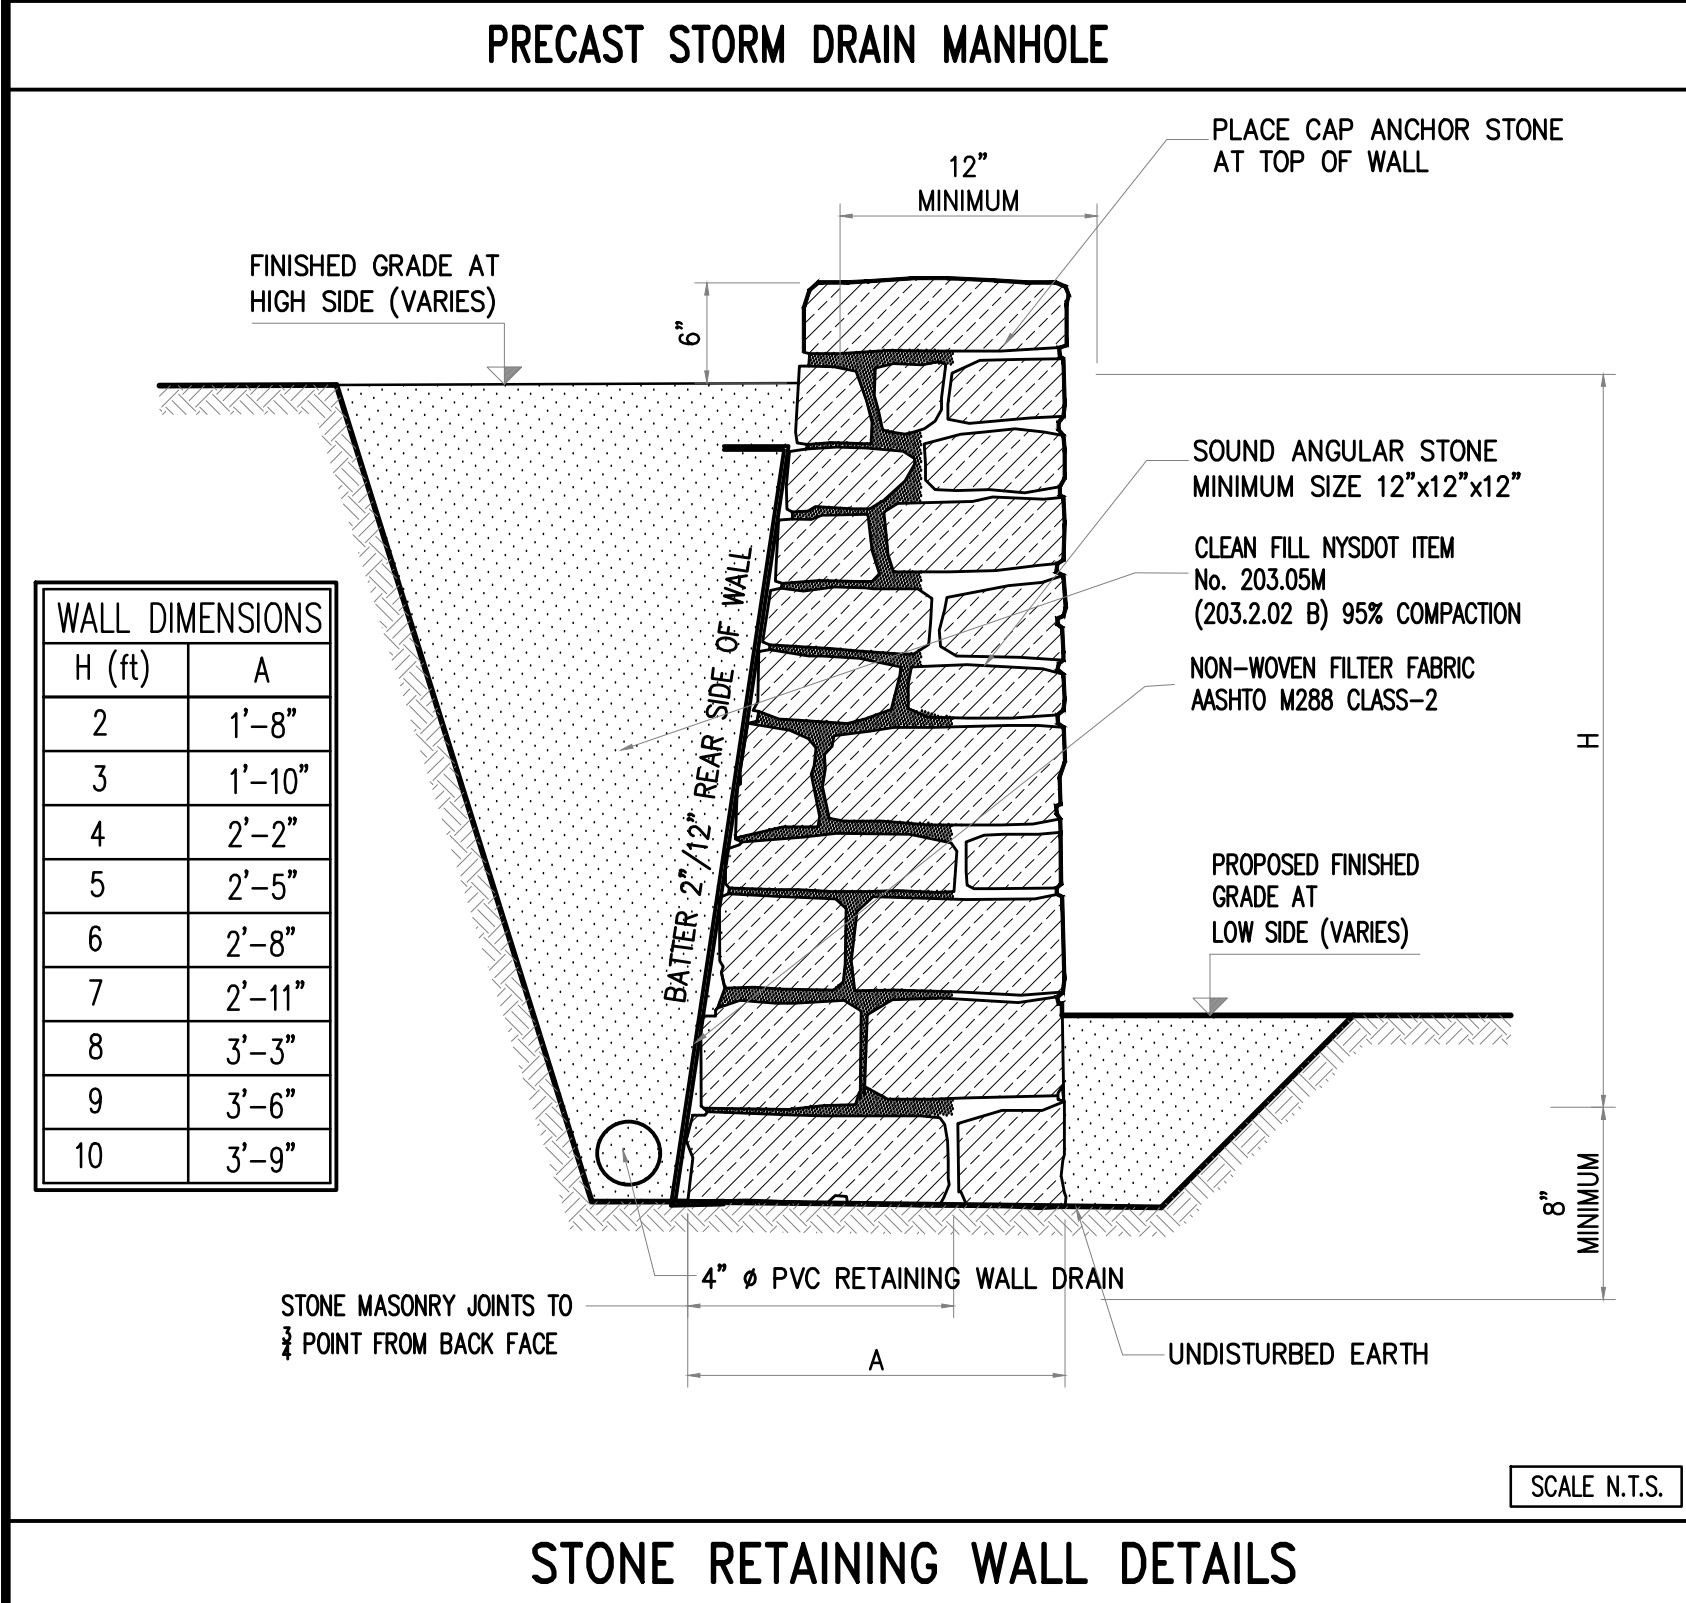 PRECAST STORM DRAIN MANHOLE
PLACE CAP ANCHOR STONE
AT TOP OF WALL
12"
MINIMUM
FINISHED GRADE AT
HIGH SIDE (VARIES)
6"
SOUND ANGULAR STONE
MINIMUM SIZE 12"x12"x12"
CLEAN FILL NYSDOT ITEM
No. 203.05M
(203.2.02 B) 95% COMPACTION
NON-WOVEN FILTER FABRIC
AASHTO M288 CLASS-2
H
BATTER 2"/12" REAR SIDE OF WALL
WALL DIMENSIONS
H (ft) A
2 1'-8"
3 1'-10"
4 2'-2"
5 2'-5"
6 2'-8"
7 2'-11"
8 3'-3"
9 3'-6"
10 3'-9"
PROPOSED FINISHED
GRADE AT
LOW SIDE (VARIES)
8"
MINIMUM
4" ø PVC RETAINING WALL DRAIN
STONE MASONRY JOINTS TO
3/4 POINT FROM BACK FACE
A
UNDISTURBED EARTH
SCALE N.T.S.
STONE RETAINING WALL DETAILS